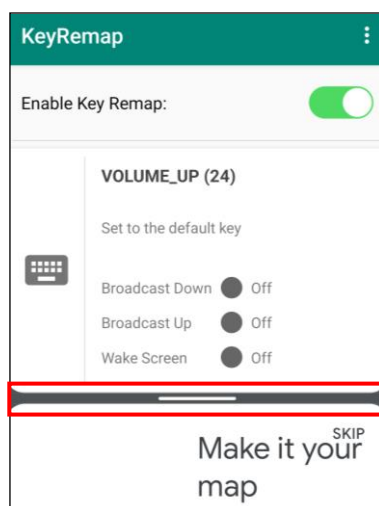 KeyRemap
Enable Key Remap:
VOLUME_UP (24)
Set to the default key
Broadcast Down Off
Broadcast Up Off
Wake Screen Off
SKIP
Make it your
map